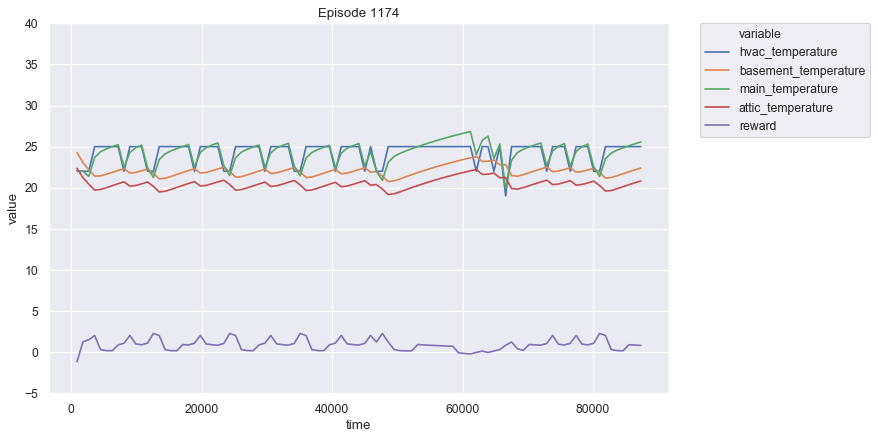 Episode 1174
40
35
30
25
20
15
10
5
0
−5
value
0
20000
40000
60000
80000
time
variable
hvac_temperature
basement_temperature
main_temperature
attic_temperature
reward